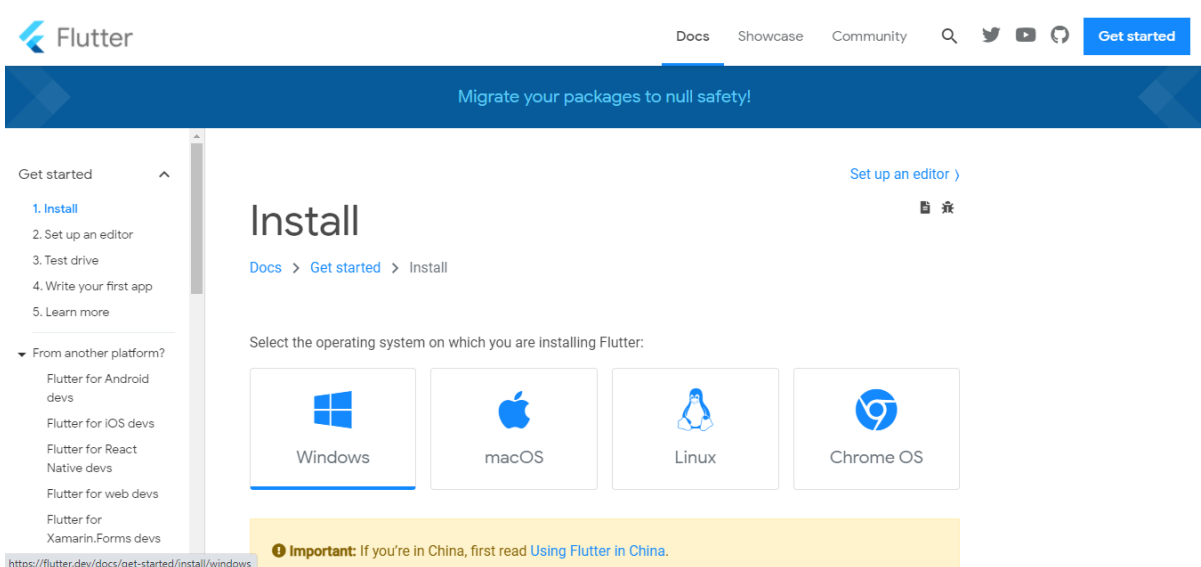 Flutter
Docs Showcase Community Get started
Migrate your packages to null safety!
Get started
1. Install
2. Set up an editor
3. Test drive
4. Write your first app
5. Learn more
From another platform?
Flutter for Android
devs
Flutter for iOS devs
Flutter for React
Native devs
Flutter for web devs
Flutter for
Xamarin.Forms devs
https://flutter.dev/docs/get-started/install/windows
Set up an editor ⟩
Install
Docs > Get started > Install
Select the operating system on which you are installing Flutter:
Windows macOS Linux Chrome OS
Important: If you're in China, first read Using Flutter in China.